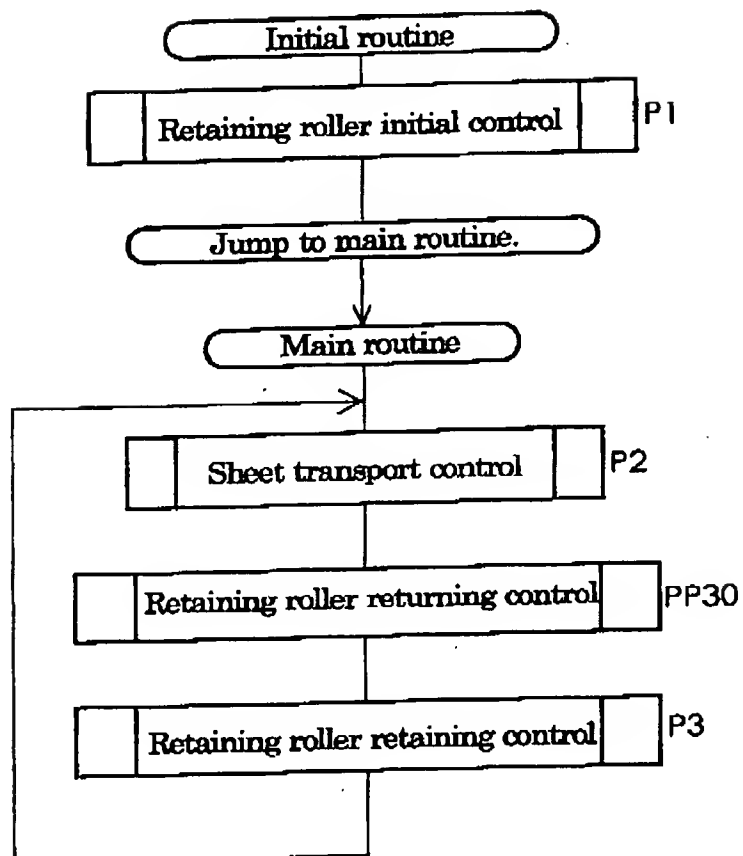 Initial routine
Retaining roller initial control
P1
Jump to main routine.
Main routine
Sheet transport control
P2
Retaining roller returning control
PP30
Retaining roller retaining control
P3